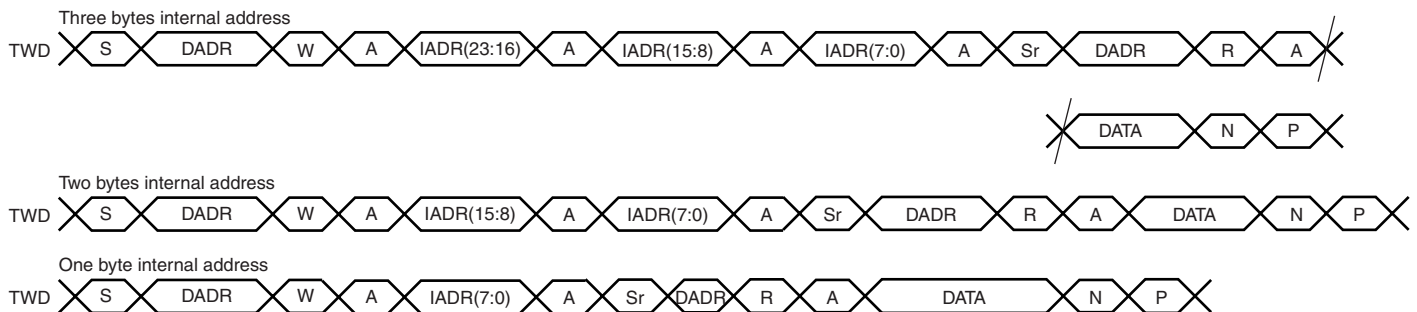 Three bytes internal address
TWD S DADR W A IADR(23:16) A IADR(15:8) A IADR(7:0) A Sr DADR R A
DATA N P
Two bytes internal address
TWD S DADR W A IADR(15:8) A IADR(7:0) A Sr DADR R A DATA N P
One byte internal address
TWD S DADR W A IADR(7:0) A Sr DADR R A DATA N P